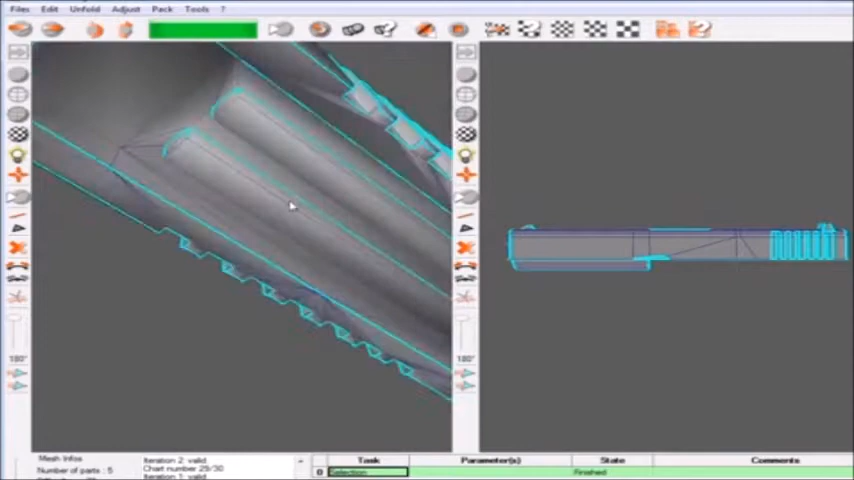 Files Edit Unfold Adjust Pack Tools ?
180° 180°
Mesh Infos
Number of parts : 5
Iteration 2: valid
Chart number 29/30
Iteration 1: valid
Task Parameter(s) State Comments
0 Selection Finished